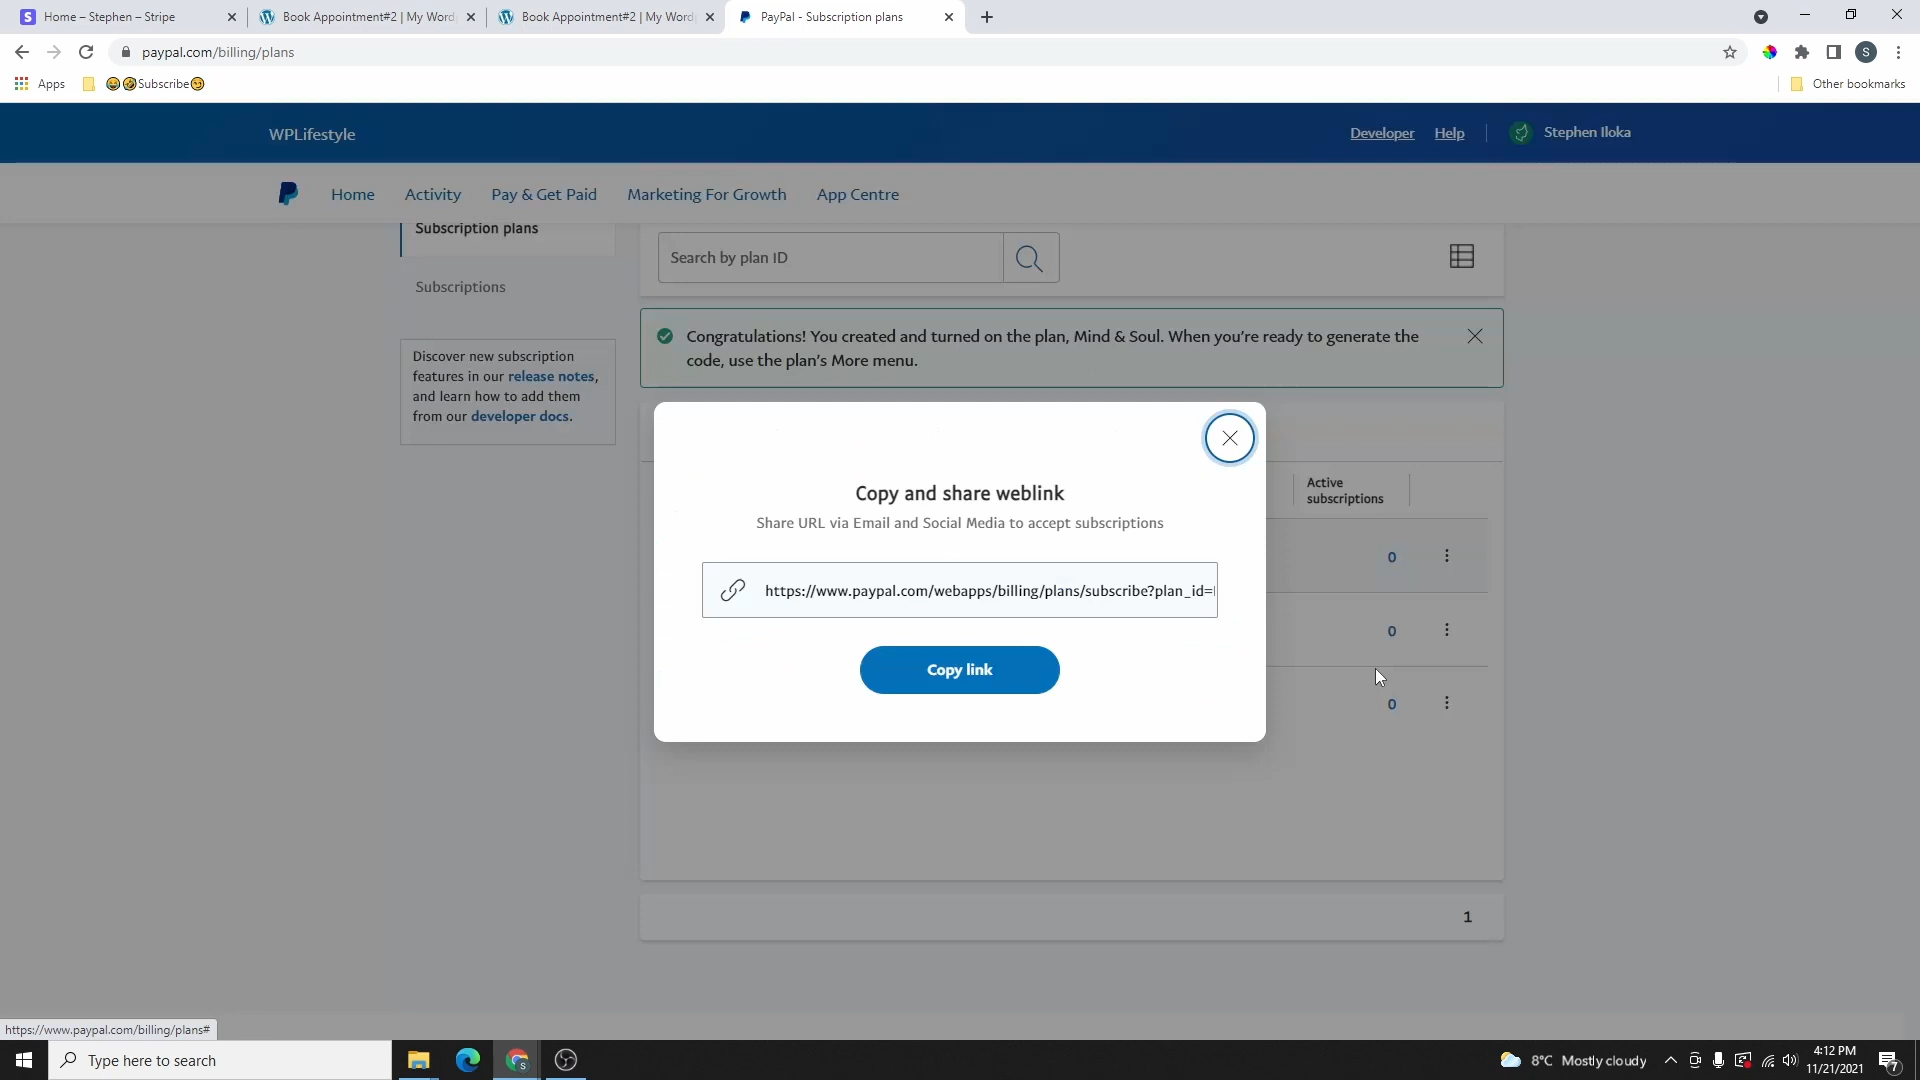 Home – Stephen – Stripe
Book Appointment#2 | My Word
Book Appointment#2 | My Word
PayPal - Subscription plans
paypal.com/billing/plans
S
Apps
😂🤣Subscribe😏
Other bookmarks
WPLifestyle
Developer
Help
Stephen Iloka
Home
Activity
Pay & Get Paid
Marketing For Growth
App Centre
Subscription plans
Subscriptions
Discover new subscription
features in our release notes,
and learn how to add them
from our developer docs.
Search by plan ID
Congratulations! You created and turned on the plan, Mind & Soul. When you're ready to generate the
code, use the plan's More menu.
Copy and share weblink
Share URL via Email and Social Media to accept subscriptions
https://www.paypal.com/webapps/billing/plans/subscribe?plan_id=
Copy link
Active
subscriptions
0
0
0
1
https://www.paypal.com/billing/plans#
Type here to search
8°C Mostly cloudy
4:12 PM
11/21/2021
7